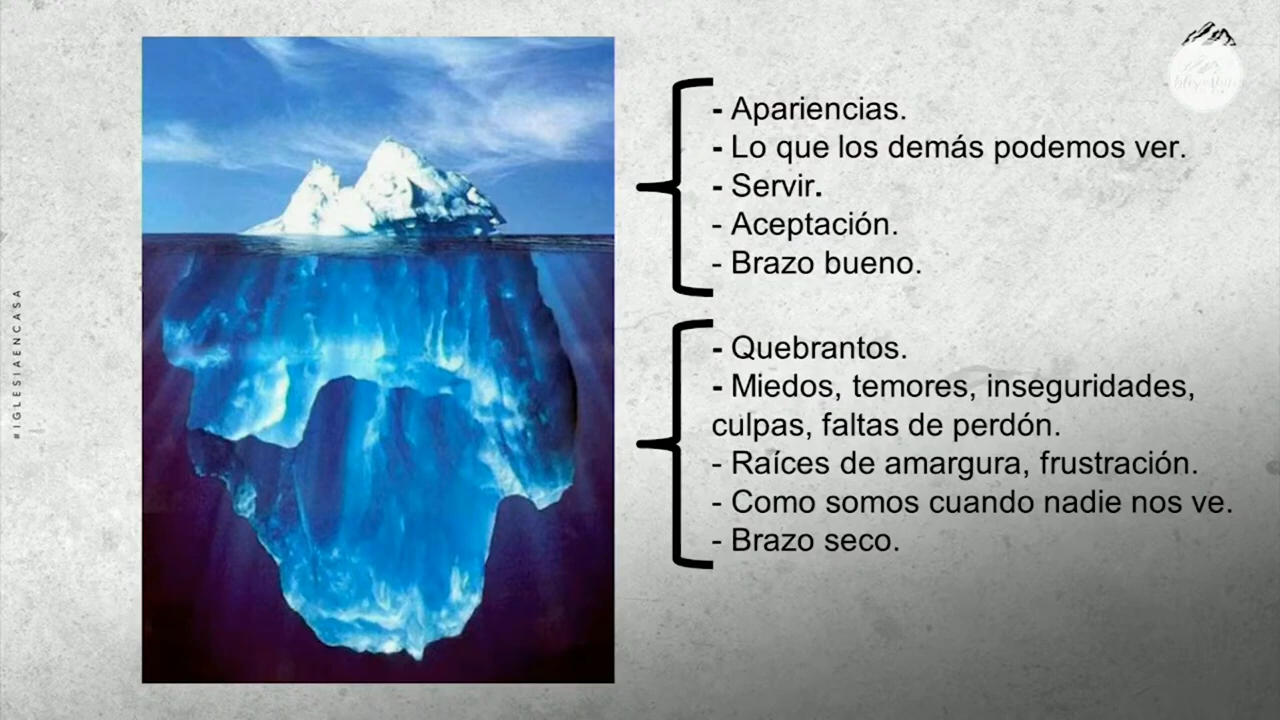 - Apariencias.
- Lo que los demás podemos ver.
- Servir.
- Aceptación.
- Brazo bueno.
- Quebrantos.
- Miedos, temores, inseguridades,
culpas, faltas de perdón.
- Raíces de amargura, frustración.
- Como somos cuando nadie nos ve.
- Brazo seco.
#IGLESIAENCASA